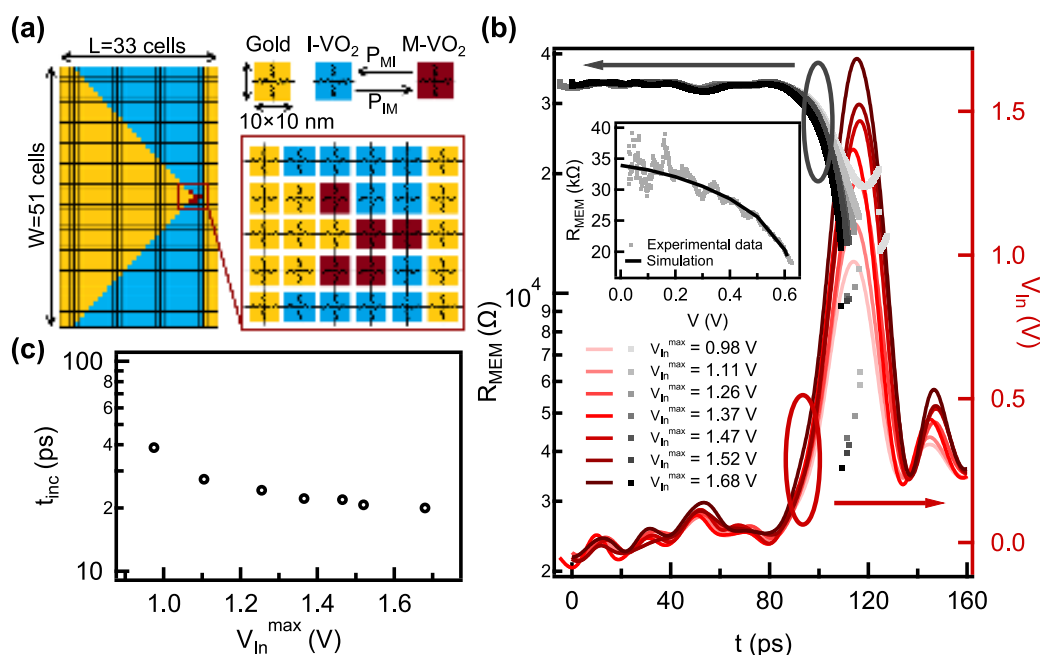 (a)
L=33 cells
W=51 cells
Gold
I-VO₂
M-VO₂
P_MI
P_IM
10×10 nm
(b)
4
3
2
10⁴
9
8
7
6
5
4
3
2
R_MEM (Ω)
40
35
30
25
20
R_MEM (kΩ)
Experimental data
Simulation
0.0 0.2 0.4 0.6
V (V)
V_In^max = 0.98 V
V_In^max = 1.11 V
V_In^max = 1.26 V
V_In^max = 1.37 V
V_In^max = 1.47 V
V_In^max = 1.52 V
V_In^max = 1.68 V
1.5
1.0
0.5
0.0
V_In (V)
0 40 80 120 160
t (ps)
(c)
100
4
2
10
t_inc (ps)
1.0 1.2 1.4 1.6
V_In^max (V)